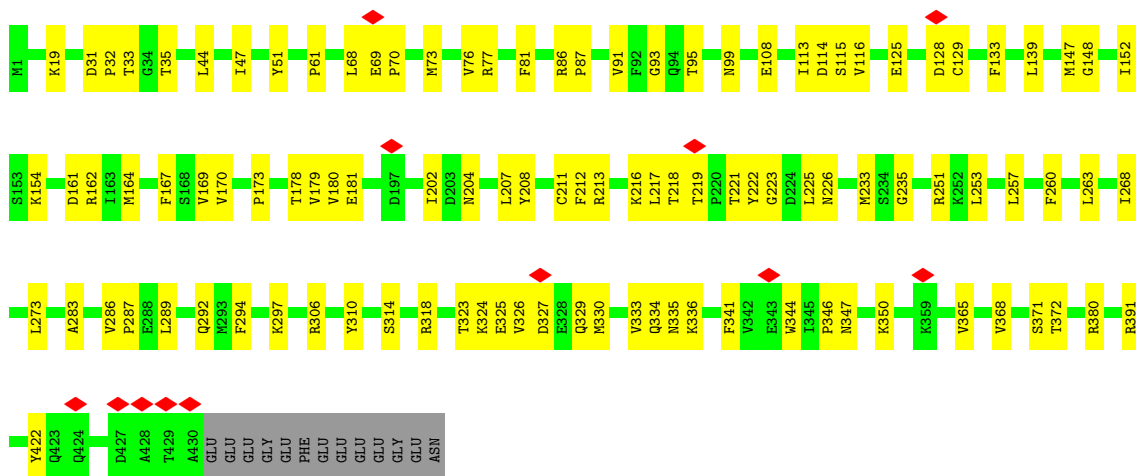 M1 K19 D31 P32 T33 G34 T35 L44 I47 Y51 P61 L68 E69 P70 M73 V76 R77 F81 R86 P87 V91 F92 G93 Q94 T95 N99 E108 I113 D114 S115 V116 E125 D128 C129 F133 L139 M147 G148 I152
S153 K154 D161 R162 I163 M164 F167 S168 V169 V170 P173 T178 V179 V180 E181 D197 I202 D203 N204 L207 Y208 C211 F212 R213 K216 L217 T218 T219 P220 T221 Y222 G223 D224 L225 N226 M233 S234 G235 R251 K252 L253 L257 F260 L263 I268
L273 A283 V286 P287 E288 L289 Q292 M293 F294 K297 R306 Y310 S314 R318 T323 K324 E325 V326 D327 E328 Q329 M330 V333 Q334 N335 K336 F341 V342 E343 W344 I345 P346 N347 K350 K359 V365 V368 S371 T372 R380 R391
Y422 Q423 Q424 D427 A428 T429 A430 GLU GLU GLU GLY GLU PHE GLU GLU GLU GLU GLY GLU ASN